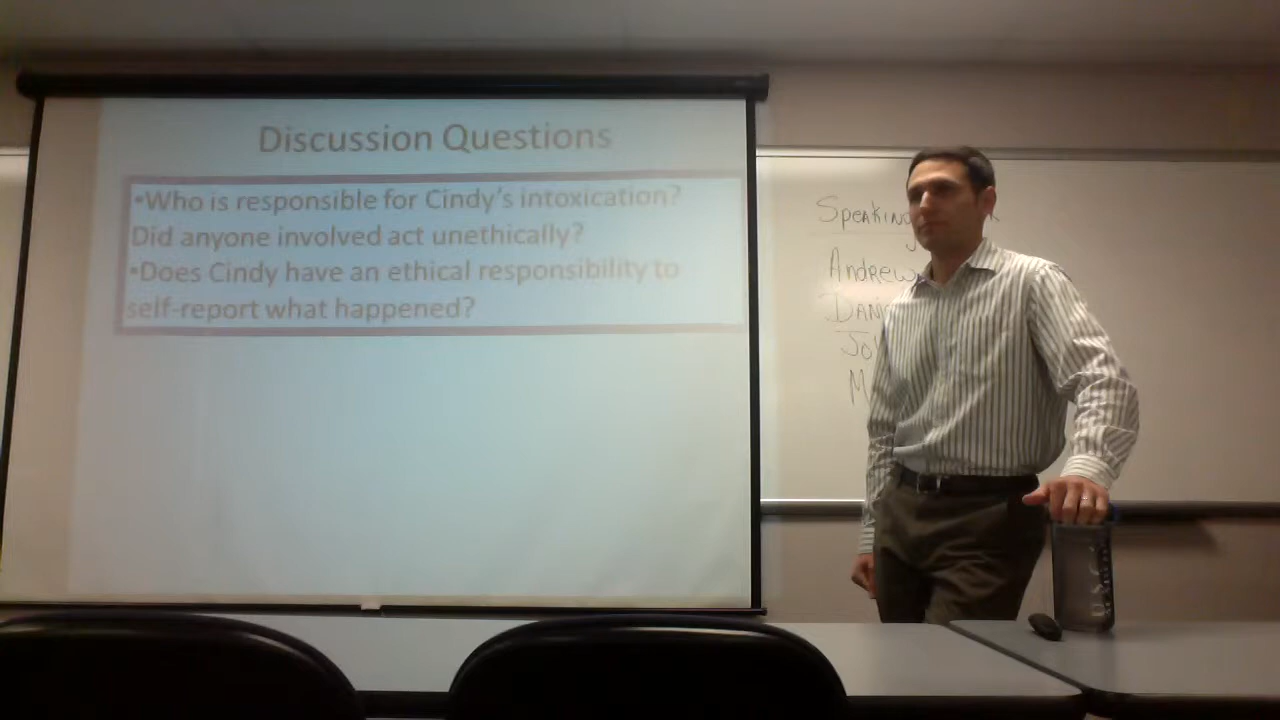 Discussion Questions
•Who is responsible for Cindy's intoxication?
Did anyone involved act unethically?
•Does Cindy have an ethical responsibility to
self-report what happened?
Speaking
Andrew